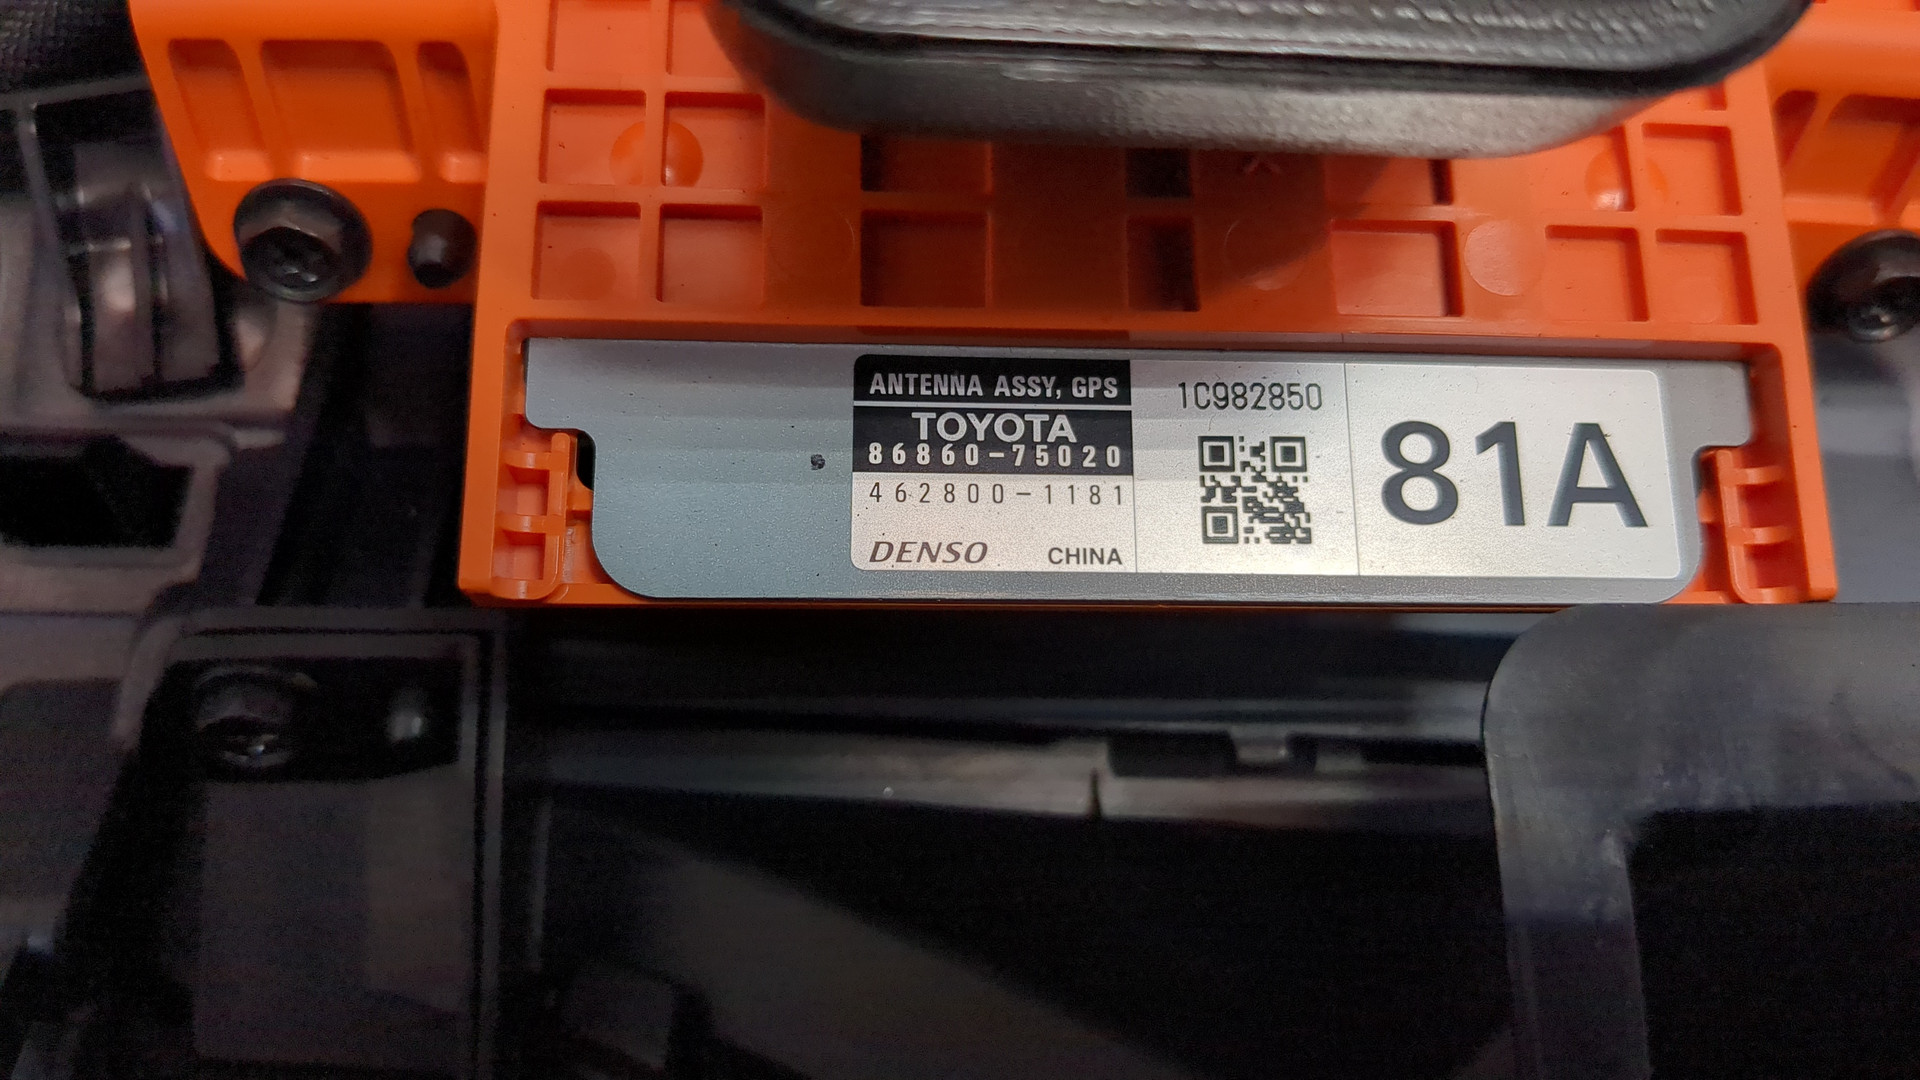 ANTENNA ASSY, GPS
TOYOTA
86860-75020
462800-1181
DENSO CHINA
1C982850
81A